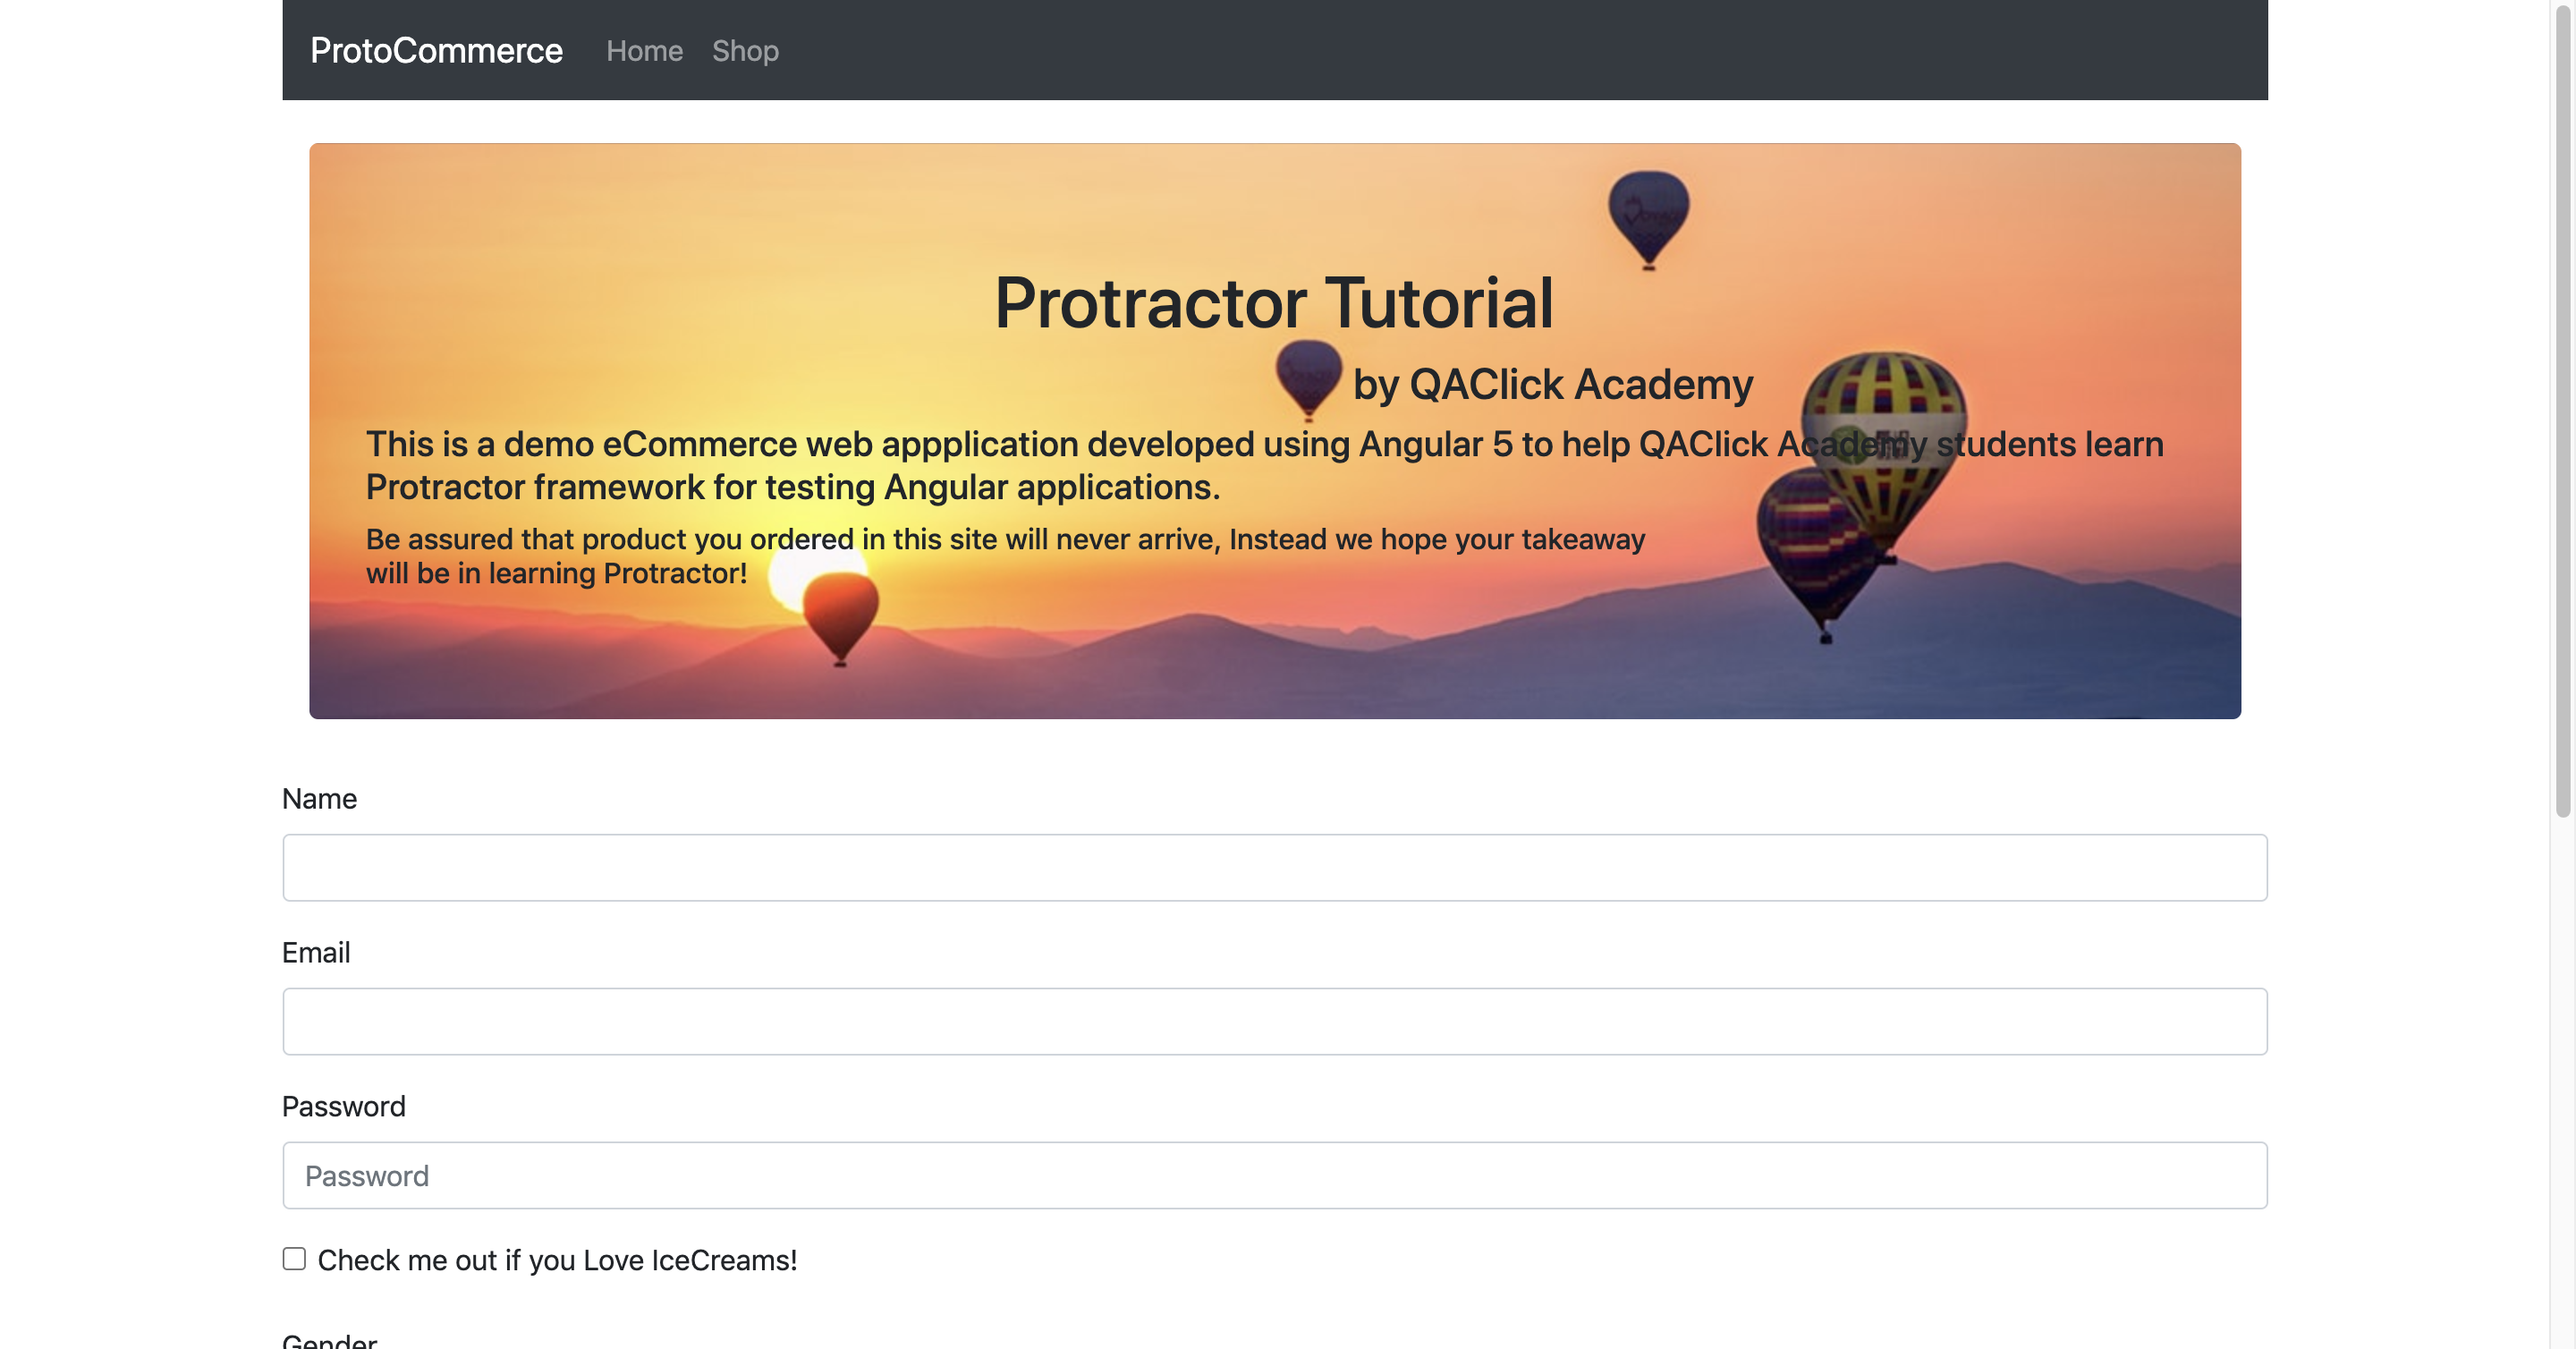 ProtoCommerce Home Shop
Protractor Tutorial
by QAClick Academy
This is a demo eCommerce web appplication developed using Angular 5 to help QAClick Academy students learn
Protractor framework for testing Angular applications.
Be assured that product you ordered in this site will never arrive, Instead we hope your takeaway
will be in learning Protractor!
Name
Email
Password
Password
Check me out if you Love IceCreams!
Gender